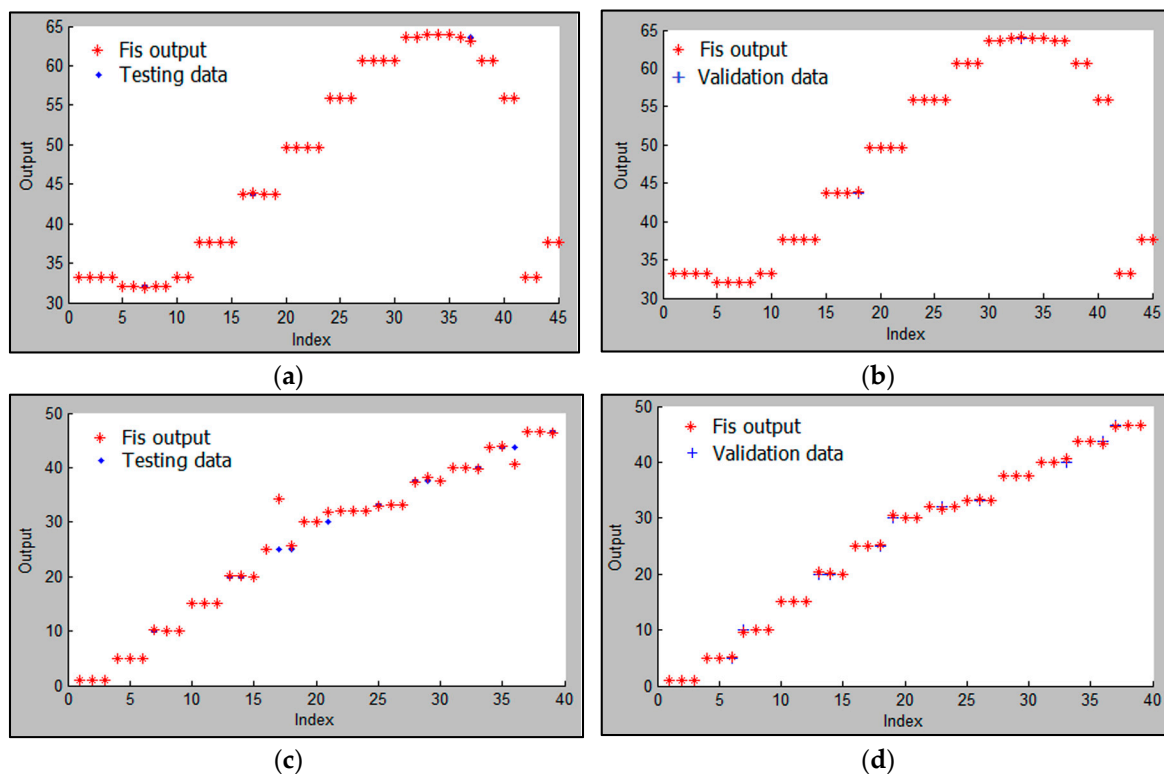 65
60
55
50
45
40
35
30
Output
Fis output
Testing data
0 5 10 15 20 25 30 35 40 45
Index
(a)
65
60
55
50
45
40
35
30
Output
Fis output
Validation data
0 5 10 15 20 25 30 35 40 45
Index
(b)
50
40
30
20
10
0
Output
Fis output
Testing data
0 5 10 15 20 25 30 35 40
Index
(c)
50
40
30
20
10
0
Output
Fis output
Validation data
0 5 10 15 20 25 30 35 40
Index
(d)